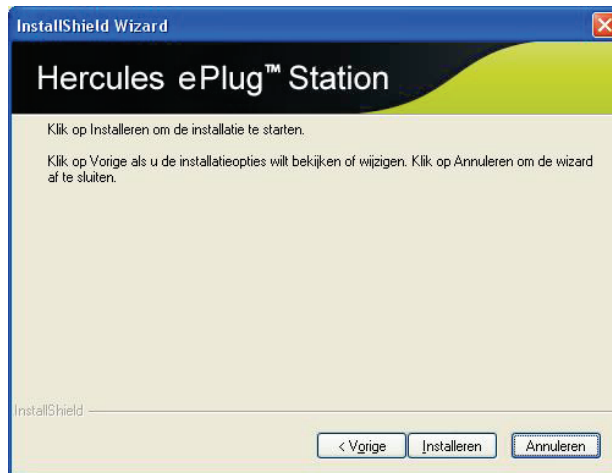 InstallShield Wizard
Hercules ePlug™ Station
Klik op Installeren om de installatie te starten.
Klik op Vorige als u de installatieopties wilt bekijken of wijzigen. Klik op Annuleren om de wizard
af te sluiten.
InstallShield
< Vorige
Installeren
Annuleren